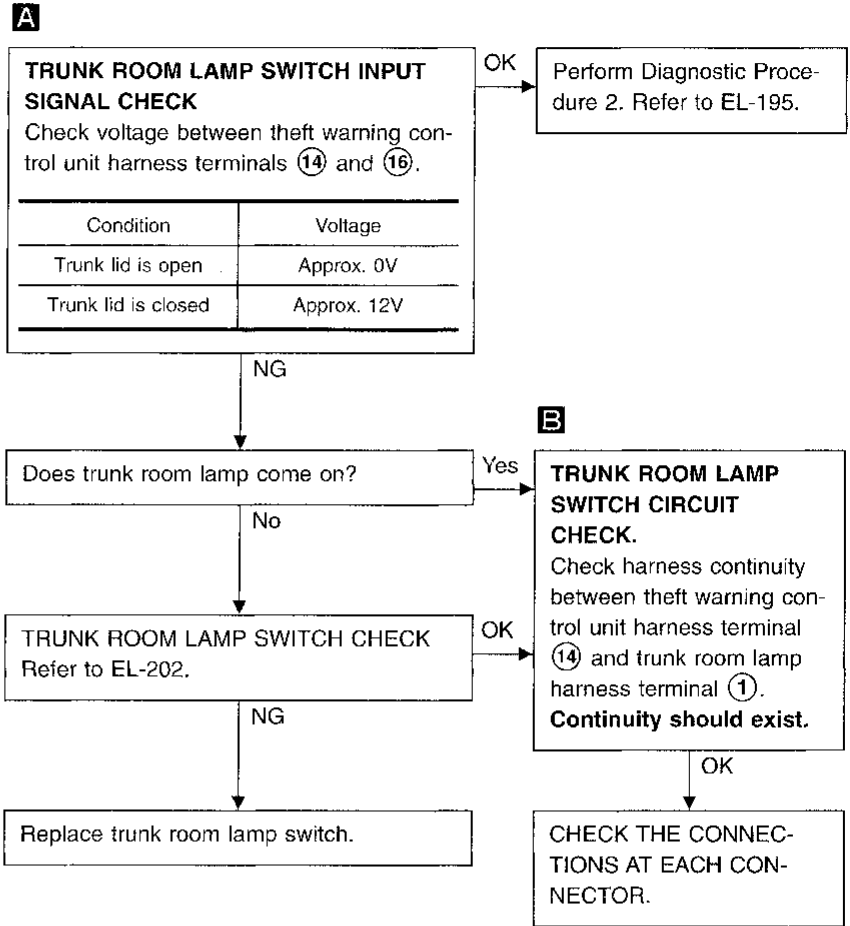 A
TRUNK ROOM LAMP SWITCH INPUT
SIGNAL CHECK
Check voltage between theft warning con-
trol unit harness terminals ⑭ and ⑯.
Condition Voltage
Trunk lid is open Approx. 0V
Trunk lid is closed Approx. 12V
OK
Perform Diagnostic Proce-
dure 2. Refer to EL-195.
NG
Does trunk room lamp come on?
Yes
No
TRUNK ROOM LAMP SWITCH CHECK
Refer to EL-202.
OK
NG
Replace trunk room lamp switch.
B
TRUNK ROOM LAMP
SWITCH CIRCUIT
CHECK.
Check harness continuity
between theft warning con-
trol unit harness terminal
⑭ and trunk room lamp
harness terminal ①.
Continuity should exist.
OK
CHECK THE CONNEC-
TIONS AT EACH CON-
NECTOR.